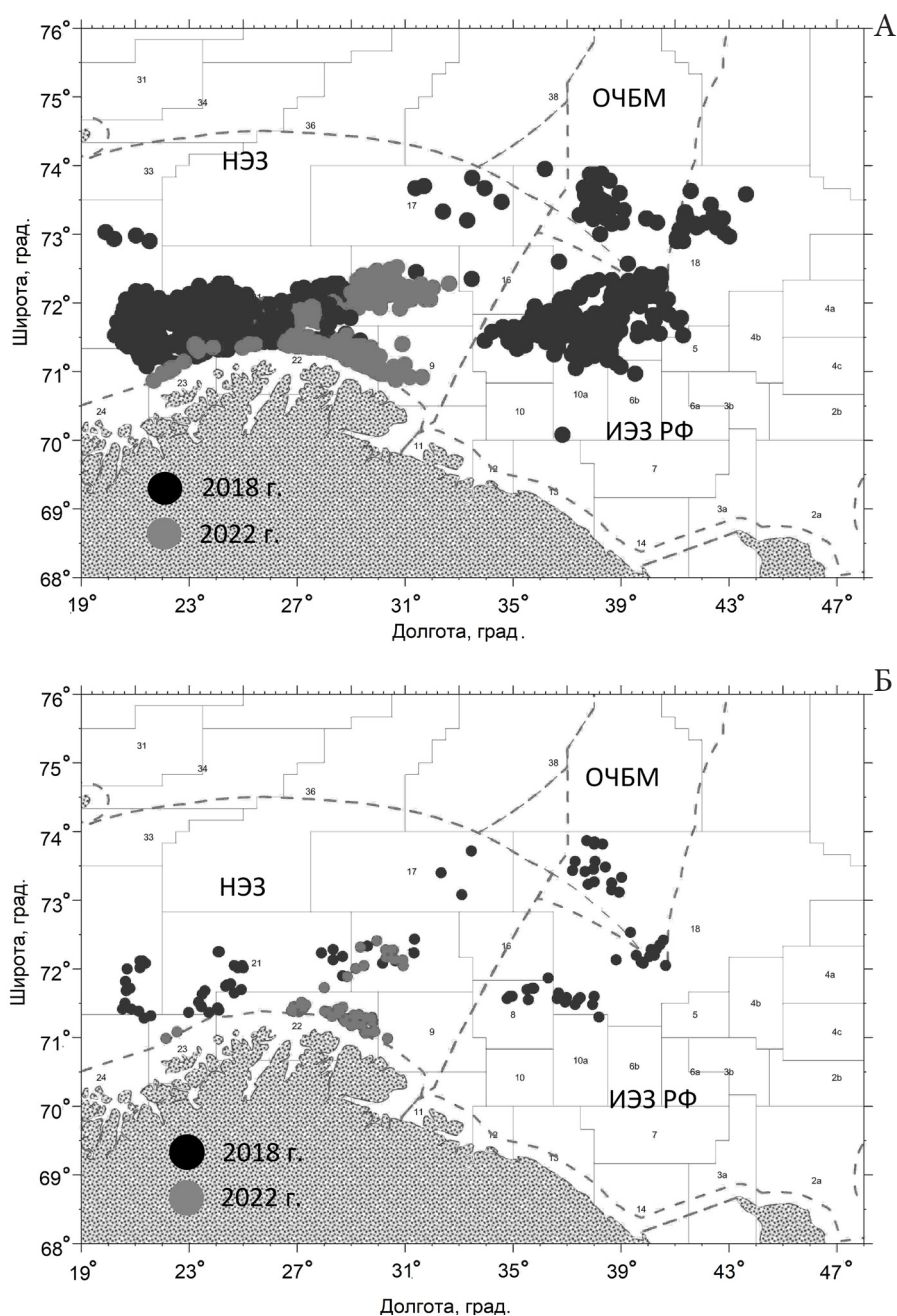 А
76°
75°
74°
73°
72°
71°
70°
69°
68°
Широта, град.
31
34
38
ОЧБМ
36
33
НЭЗ
17
18
16
4a
4b
5
4c
22
9
23
24
10
10a
6b
6a
3b
2b
ИЭЗ РФ
11
12
7
13
3a
2a
14
2018 г.
2022 г.
19° 23° 27° 31° 35° 39° 43° 47°
Долгота, град.
Б
76°
75°
74°
73°
72°
71°
70°
69°
68°
Широта, град.
31
34
38
ОЧБМ
36
33
НЭЗ
17
18
16
21
4a
8
5
4b
4c
22
9
23
24
10
10a
6b
6a
3b
2b
ИЭЗ РФ
11
12
7
13
3a
2a
14
2018 г.
2022 г.
19° 23° 27° 31° 35° 39° 43° 47°
Долгота, град.